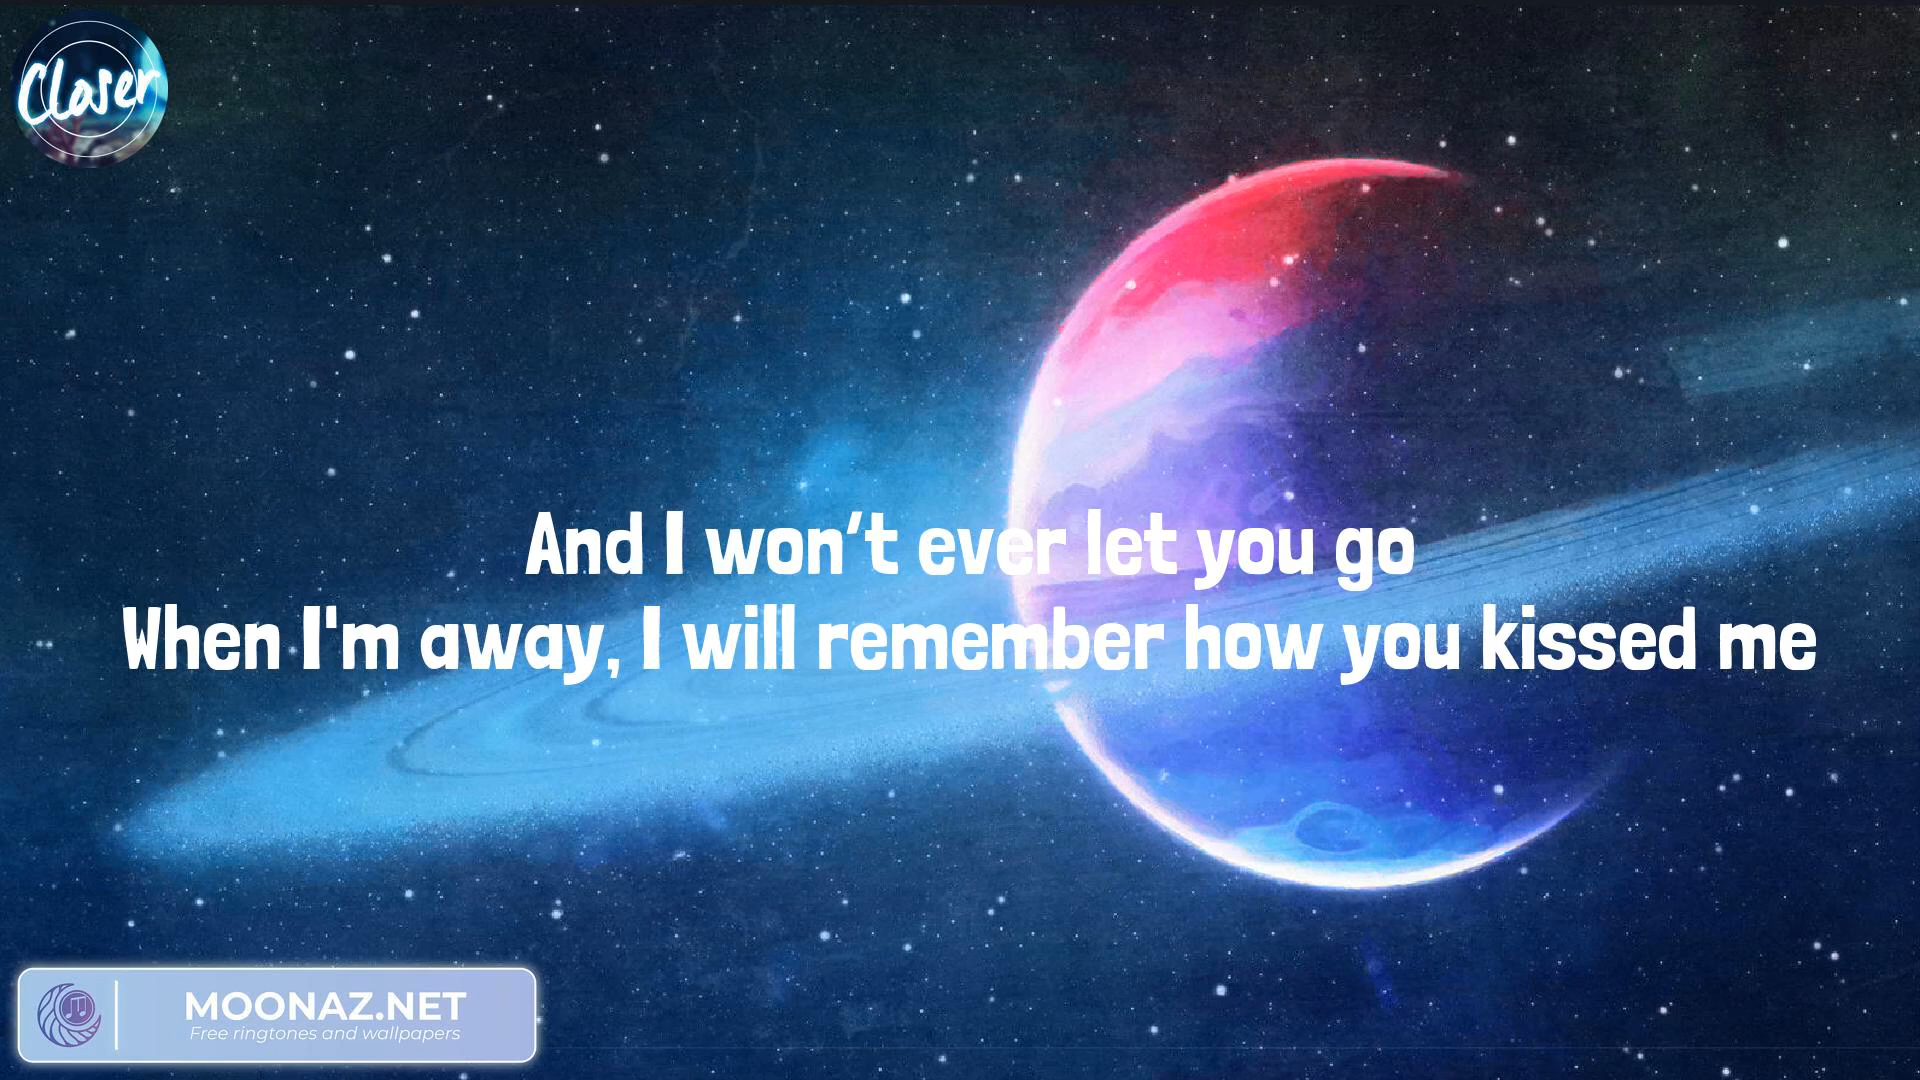 Closer
And I won’t ever let you go
When I'm away, I will remember how you kissed me
MOONAZ.NET
Free ringtones and wallpapers